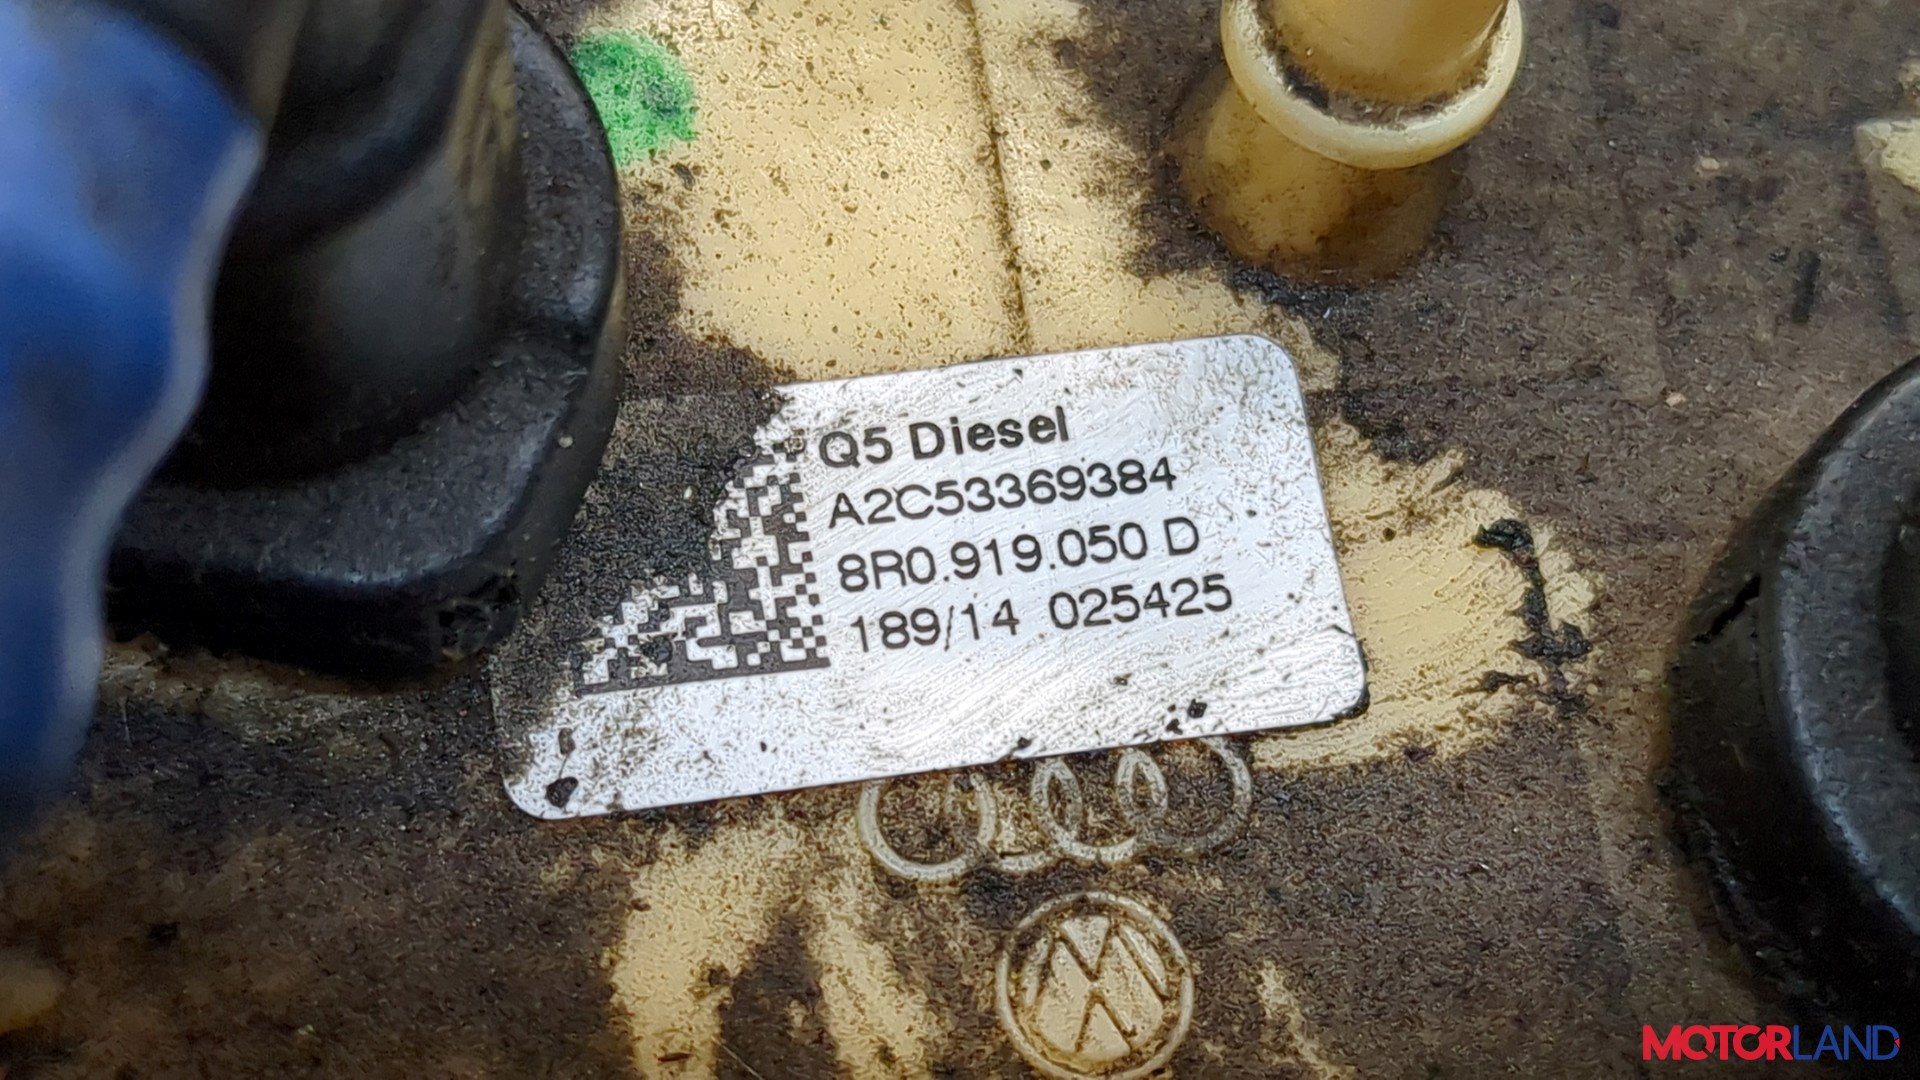 Q5 Diesel
A2C53369384
8R0.919.050 D
189/14 025425
MOTORLAND